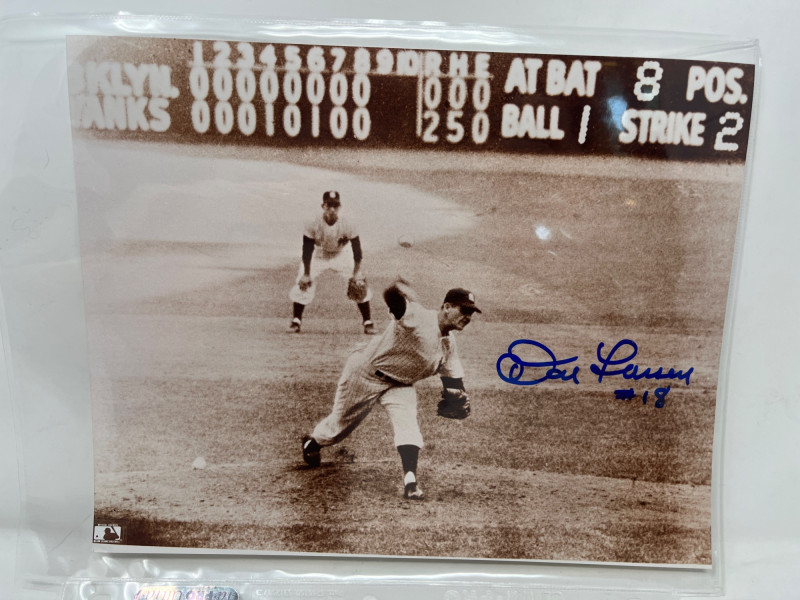 1 2 3 4 5 6 7 8 9 10 R H E AT BAT 8 POS.
KLYN. 0 0 0 0 0 0 0 0 0 0 0
YANKS 0 0 0 1 0 1 0 0 2 5 0 BALL 1 STRIKE 2
Don Larsen
#18